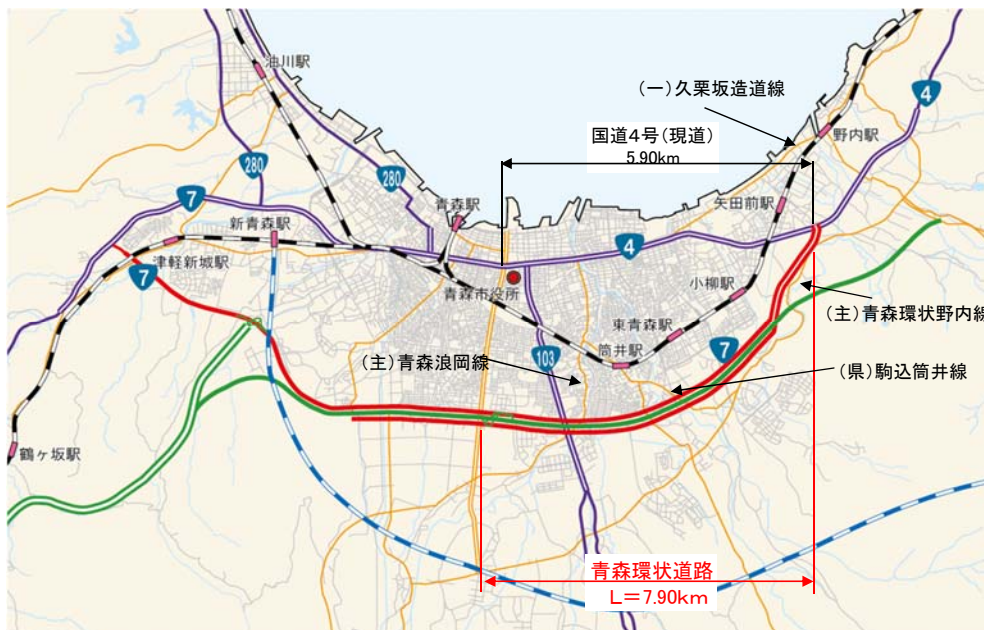 油川駅
(一)久栗坂造道線
4
国道4号(現道)
5.90km
野内駅
280
280
7
新青森駅
青森駅
矢田前駅
4
津軽新城駅
7
青森市役所
小柳駅
(主)青森環状野内線
東青森駅
7
筒井駅
103
(主)青森浪岡線
(県)駒込筒井線
鶴ヶ坂駅
青森環状道路
L=7.90km